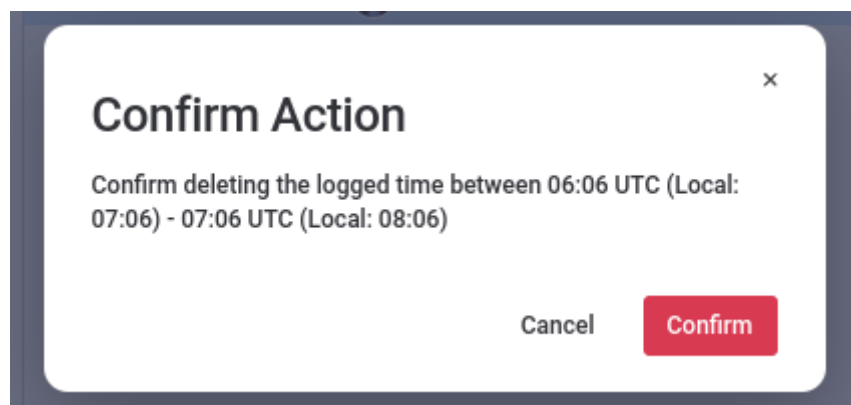 ×
Confirm Action
Confirm deleting the logged time between 06:06 UTC (Local:
07:06) - 07:06 UTC (Local: 08:06)
Cancel
Confirm